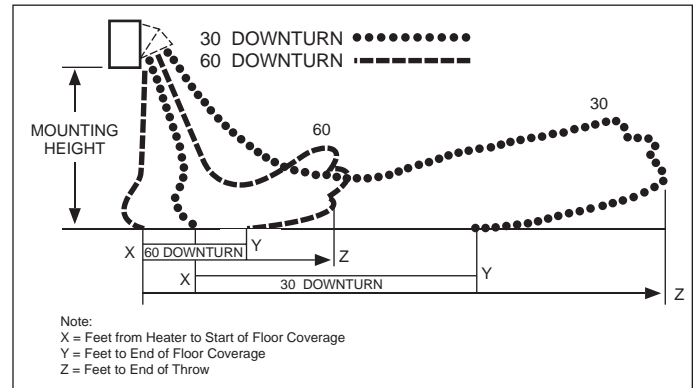 30 DOWNTURN
60 DOWNTURN
MOUNTING
HEIGHT
60
30
X
60 DOWNTURN
Y
Z
X
30 DOWNTURN
Y
Z
Note:
X = Feet from Heater to Start of Floor Coverage
Y = Feet to End of Floor Coverage
Z = Feet to End of Throw